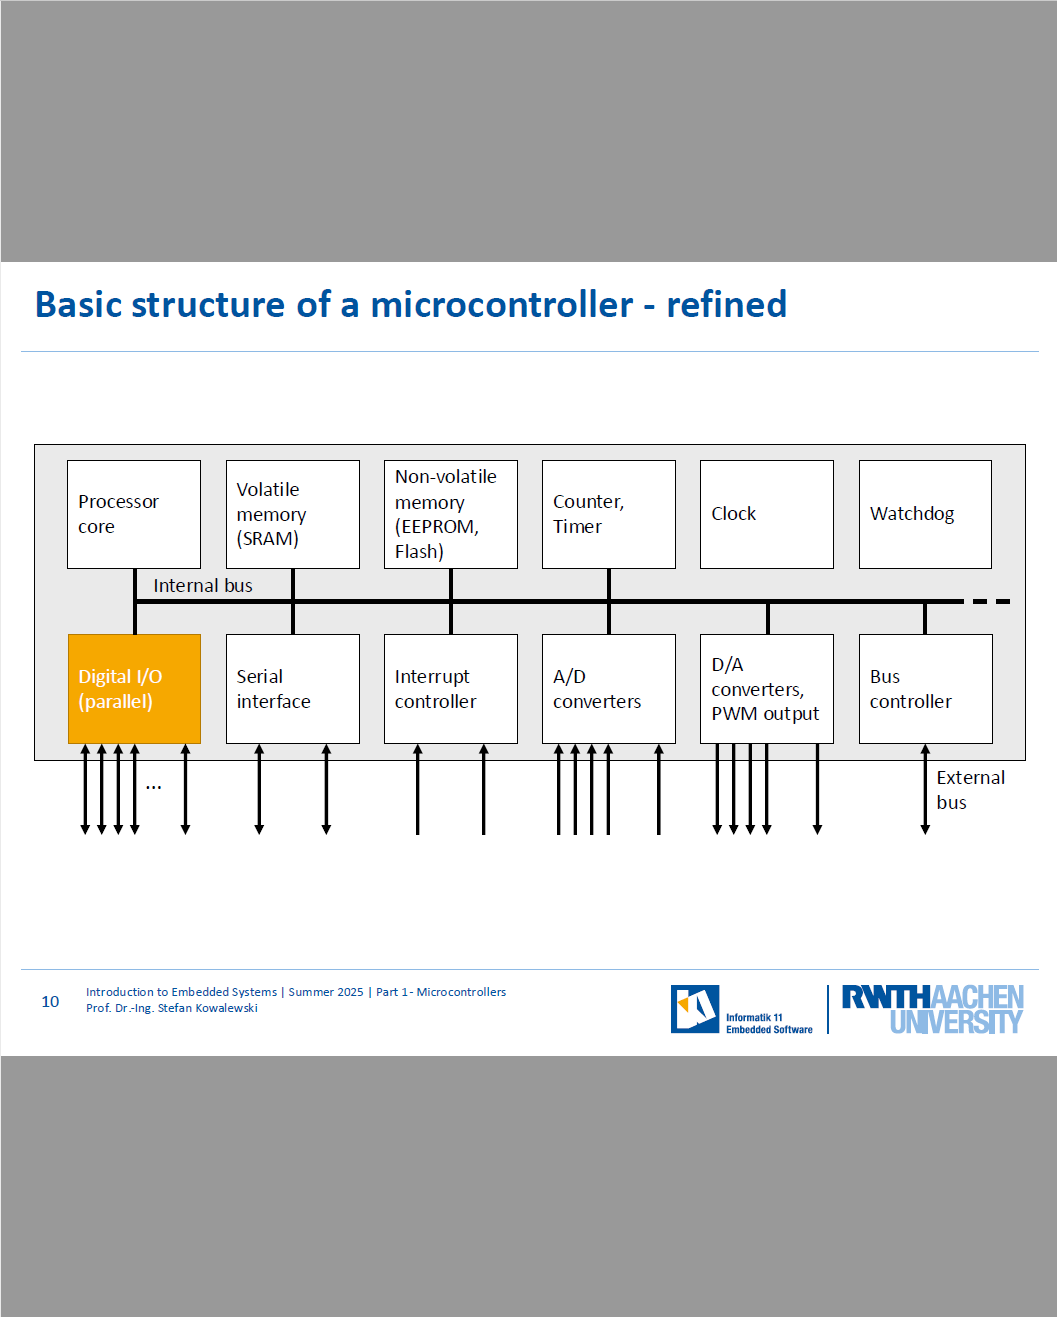 Basic structure of a microcontroller - refined
Processor
core
Volatile
memory
(SRAM)
Non-volatile
memory
(EEPROM,
Flash)
Counter,
Timer
Clock
Watchdog
Internal bus
Digital I/O
(parallel)
Serial
interface
Interrupt
controller
A/D
converters
D/A
converters,
PWM output
Bus
controller
...
External
bus
10
Introduction to Embedded Systems | Summer 2025 | Part 1- Microcontrollers
Prof. Dr.-Ing. Stefan Kowalewski
Informatik 11
Embedded Software
RWTHAACHEN
UNIVERSITY